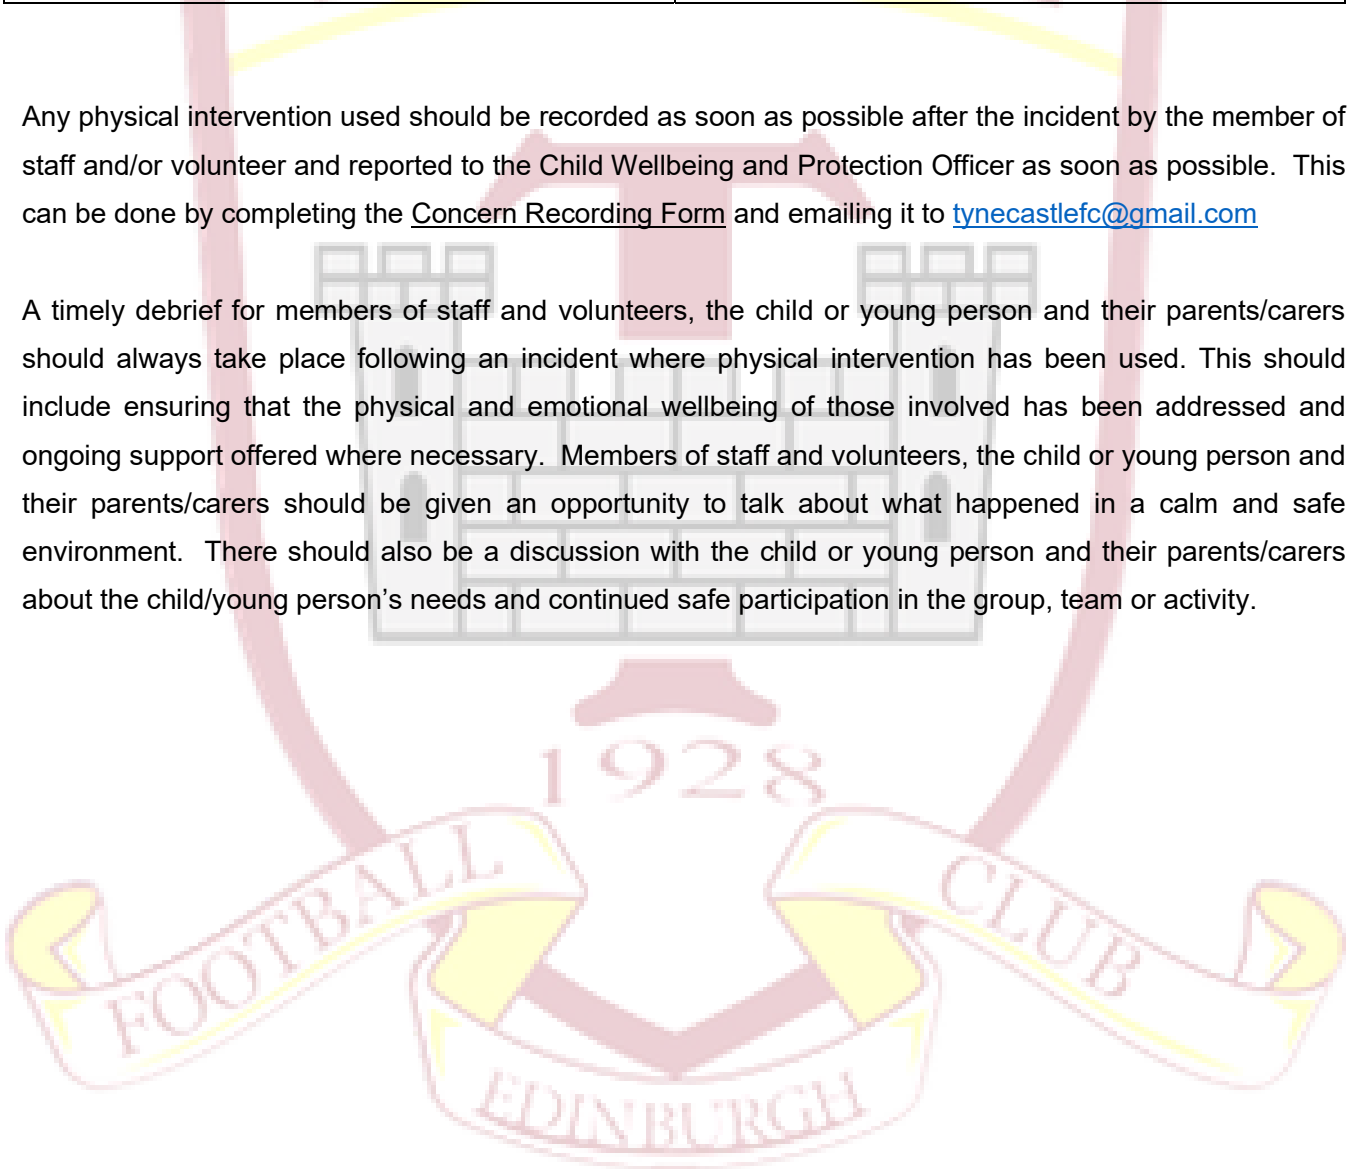 Any physical intervention used should be recorded as soon as possible after the incident by the member of
staff and/or volunteer and reported to the Child Wellbeing and Protection Officer as soon as possible.  This
can be done by completing the Concern Recording Form and emailing it to tynecastlefc@gmail.com
A timely debrief for members of staff and volunteers, the child or young person and their parents/carers
should always take place following an incident where physical intervention has been used. This should
include ensuring that the physical and emotional wellbeing of those involved has been addressed and
ongoing support offered where necessary.  Members of staff and volunteers, the child or young person and
their parents/carers should be given an opportunity to talk about what happened in a calm and safe
environment.  There should also be a discussion with the child or young person and their parents/carers
about the child/young person’s needs and continued safe participation in the group, team or activity.
T
1928
FOOTBALL
CLUB
EDINBURGH